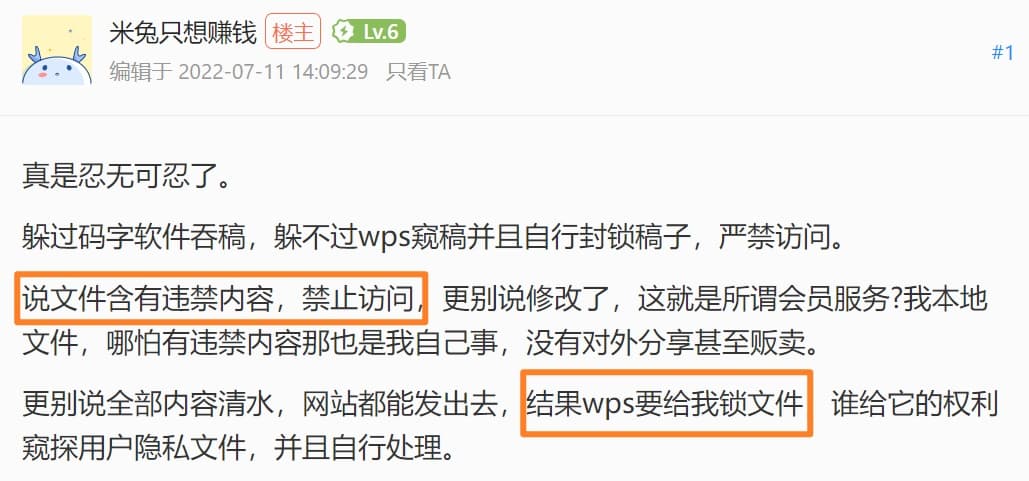 米兔只想赚钱 楼主 Lv.6
编辑于 2022-07-11 14:09:29 只看TA
#1
真是忍无可忍了。
躲过码字软件吞稿，躲不过wps窥稿并且自行封锁稿子，严禁访问。
说文件含有违禁内容，禁止访问，更别说修改了，这就是所谓会员服务?我本地
文件，哪怕有违禁内容那也是我自己事，没有对外分享甚至贩卖。
更别说全部内容清水，网站都能发出去，结果wps要给我锁文件 谁给它的权利
窥探用户隐私文件，并且自行处理。